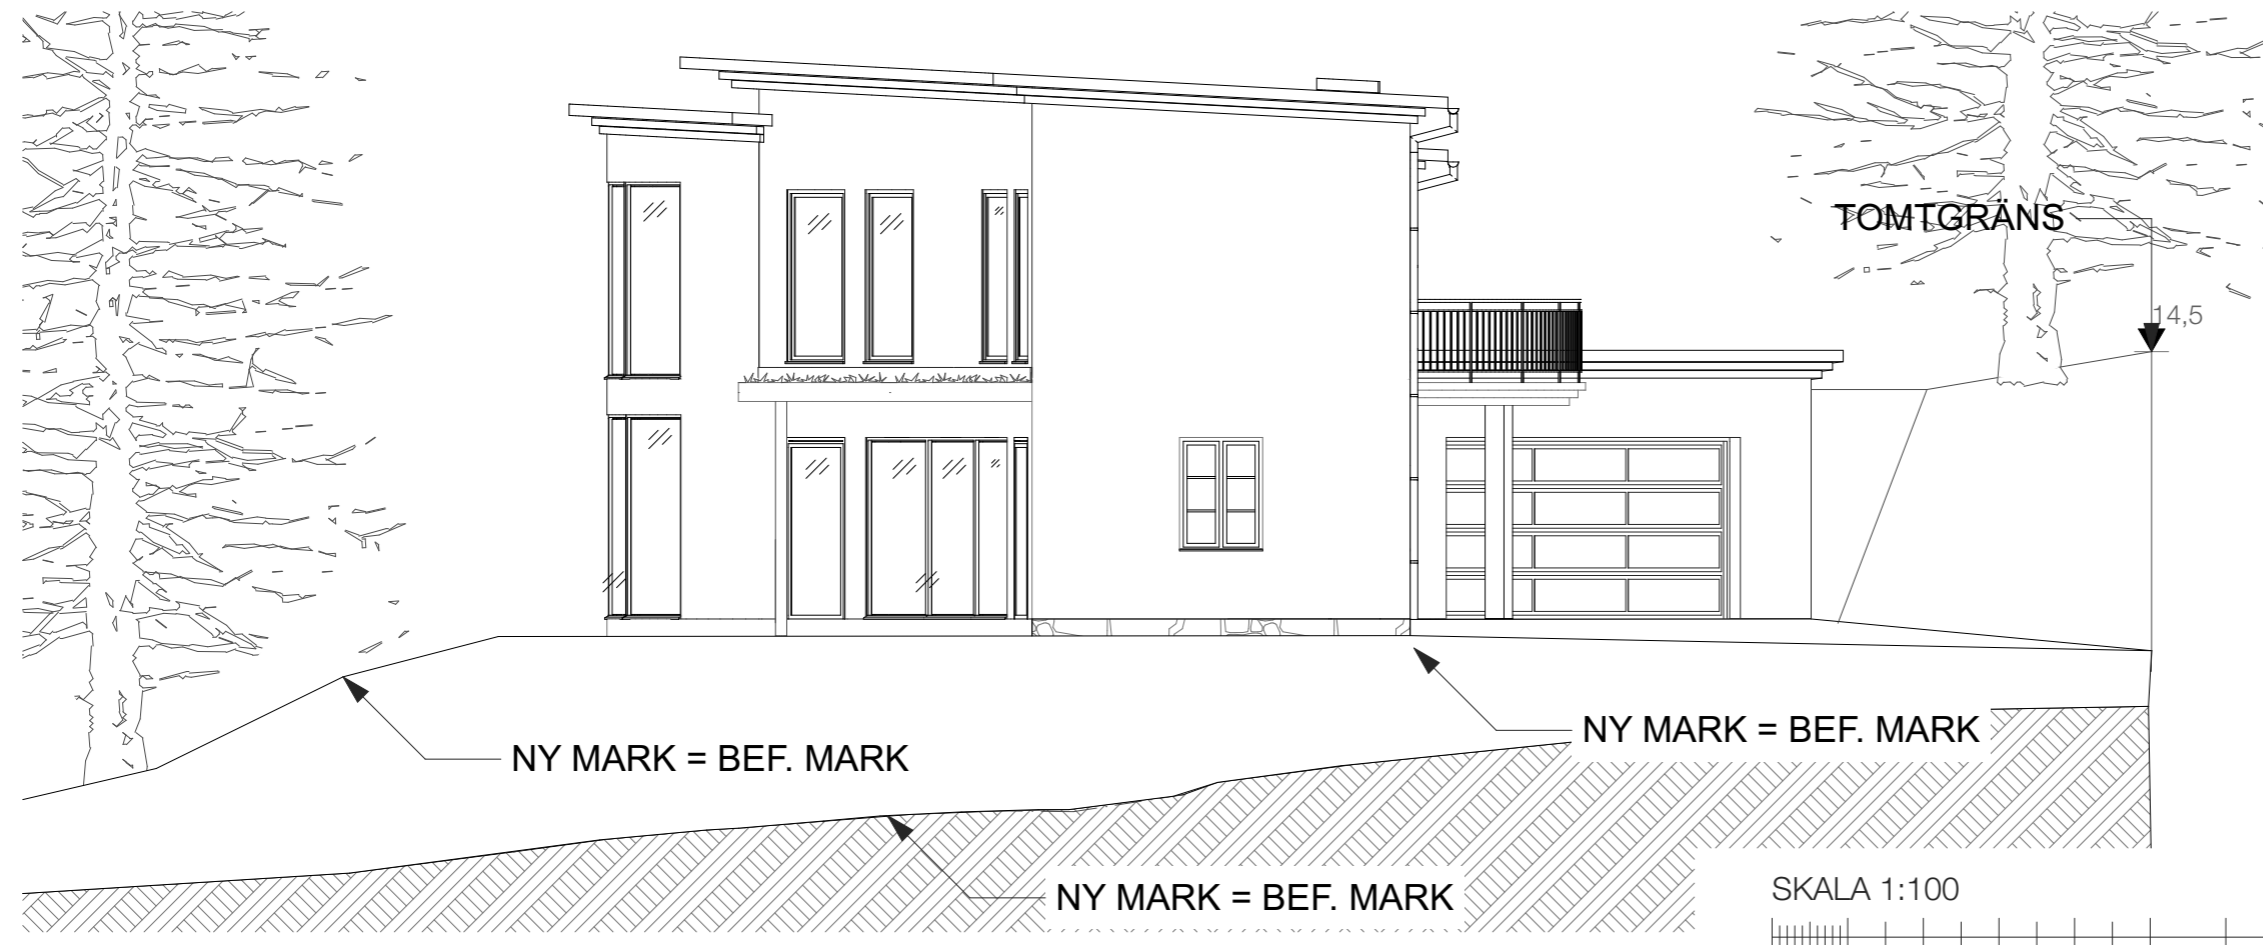 TOMTGRÄNS
14,5
NY MARK = BEF. MARK
NY MARK = BEF. MARK
NY MARK = BEF. MARK
SKALA 1:100